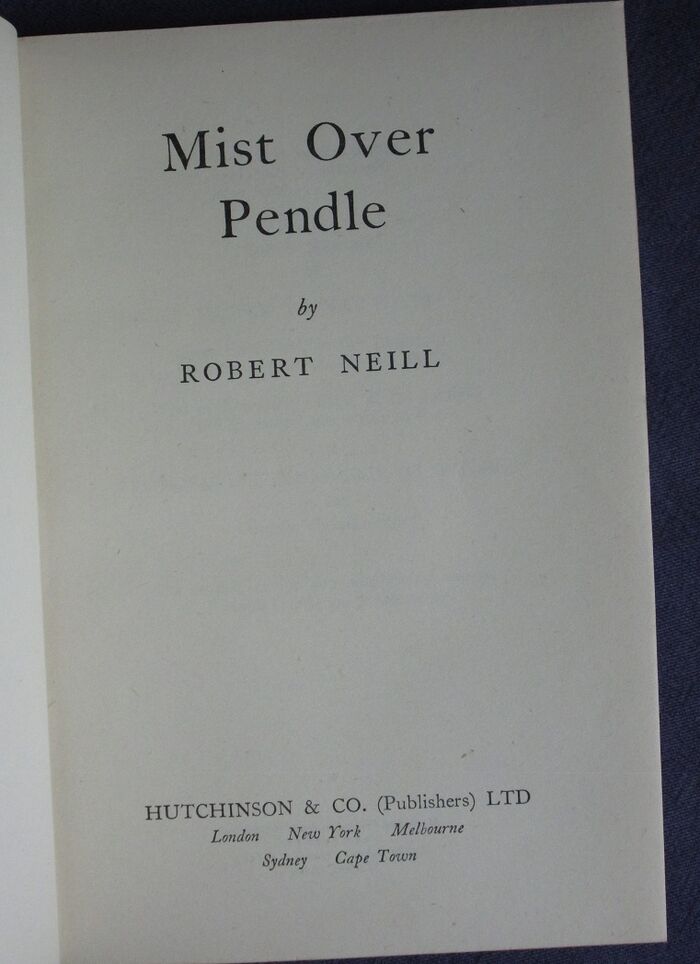 Mist Over
Pendle
by
ROBERT NEILL
HUTCHINSON & CO. (Publishers) LTD
London New York Melbourne
Sydney Cape Town